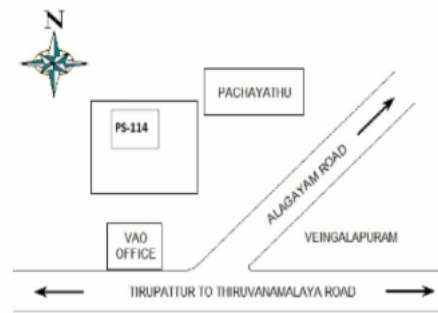 N
PACHAYATHU
PS-114
ALAGAYAM ROAD
VAO
OFFICE
VEINGALAPURAM
TIRUPATTUR TO THIRUVANAMALAYA ROAD